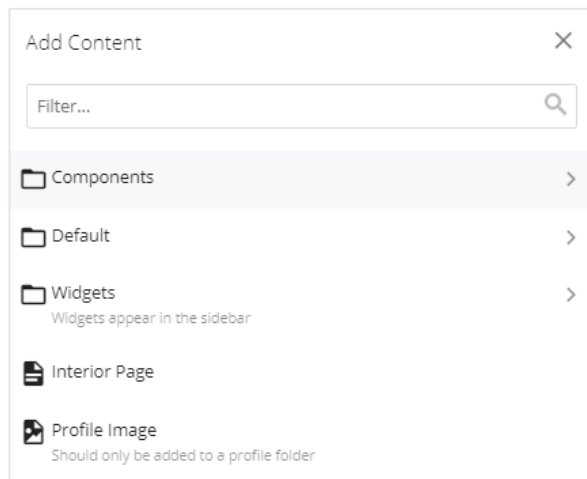 Add Content
Filter...
Components
Default
Widgets
Widgets appear in the sidebar
Interior Page
Profile Image
Should only be added to a profile folder